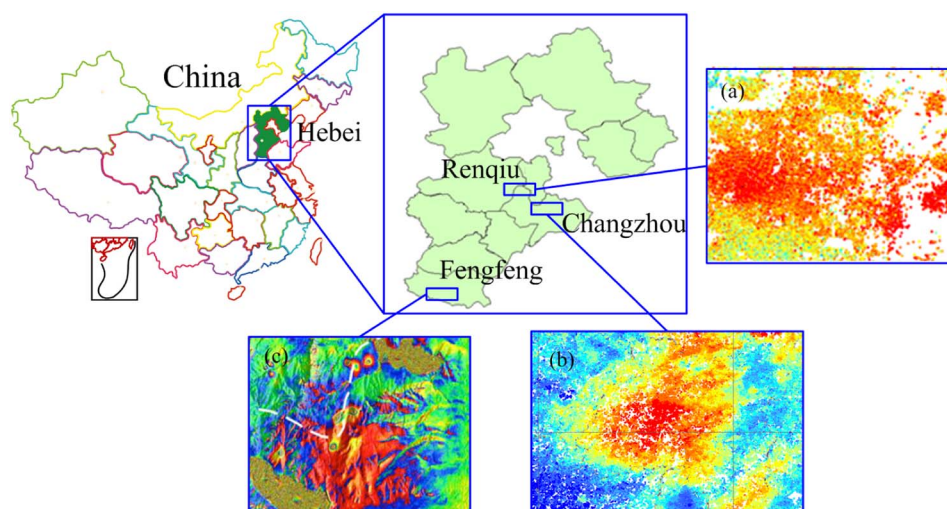 China
Hebei
Renqiu
Changzhou
Fengfeng
(a)
(c)
(b)